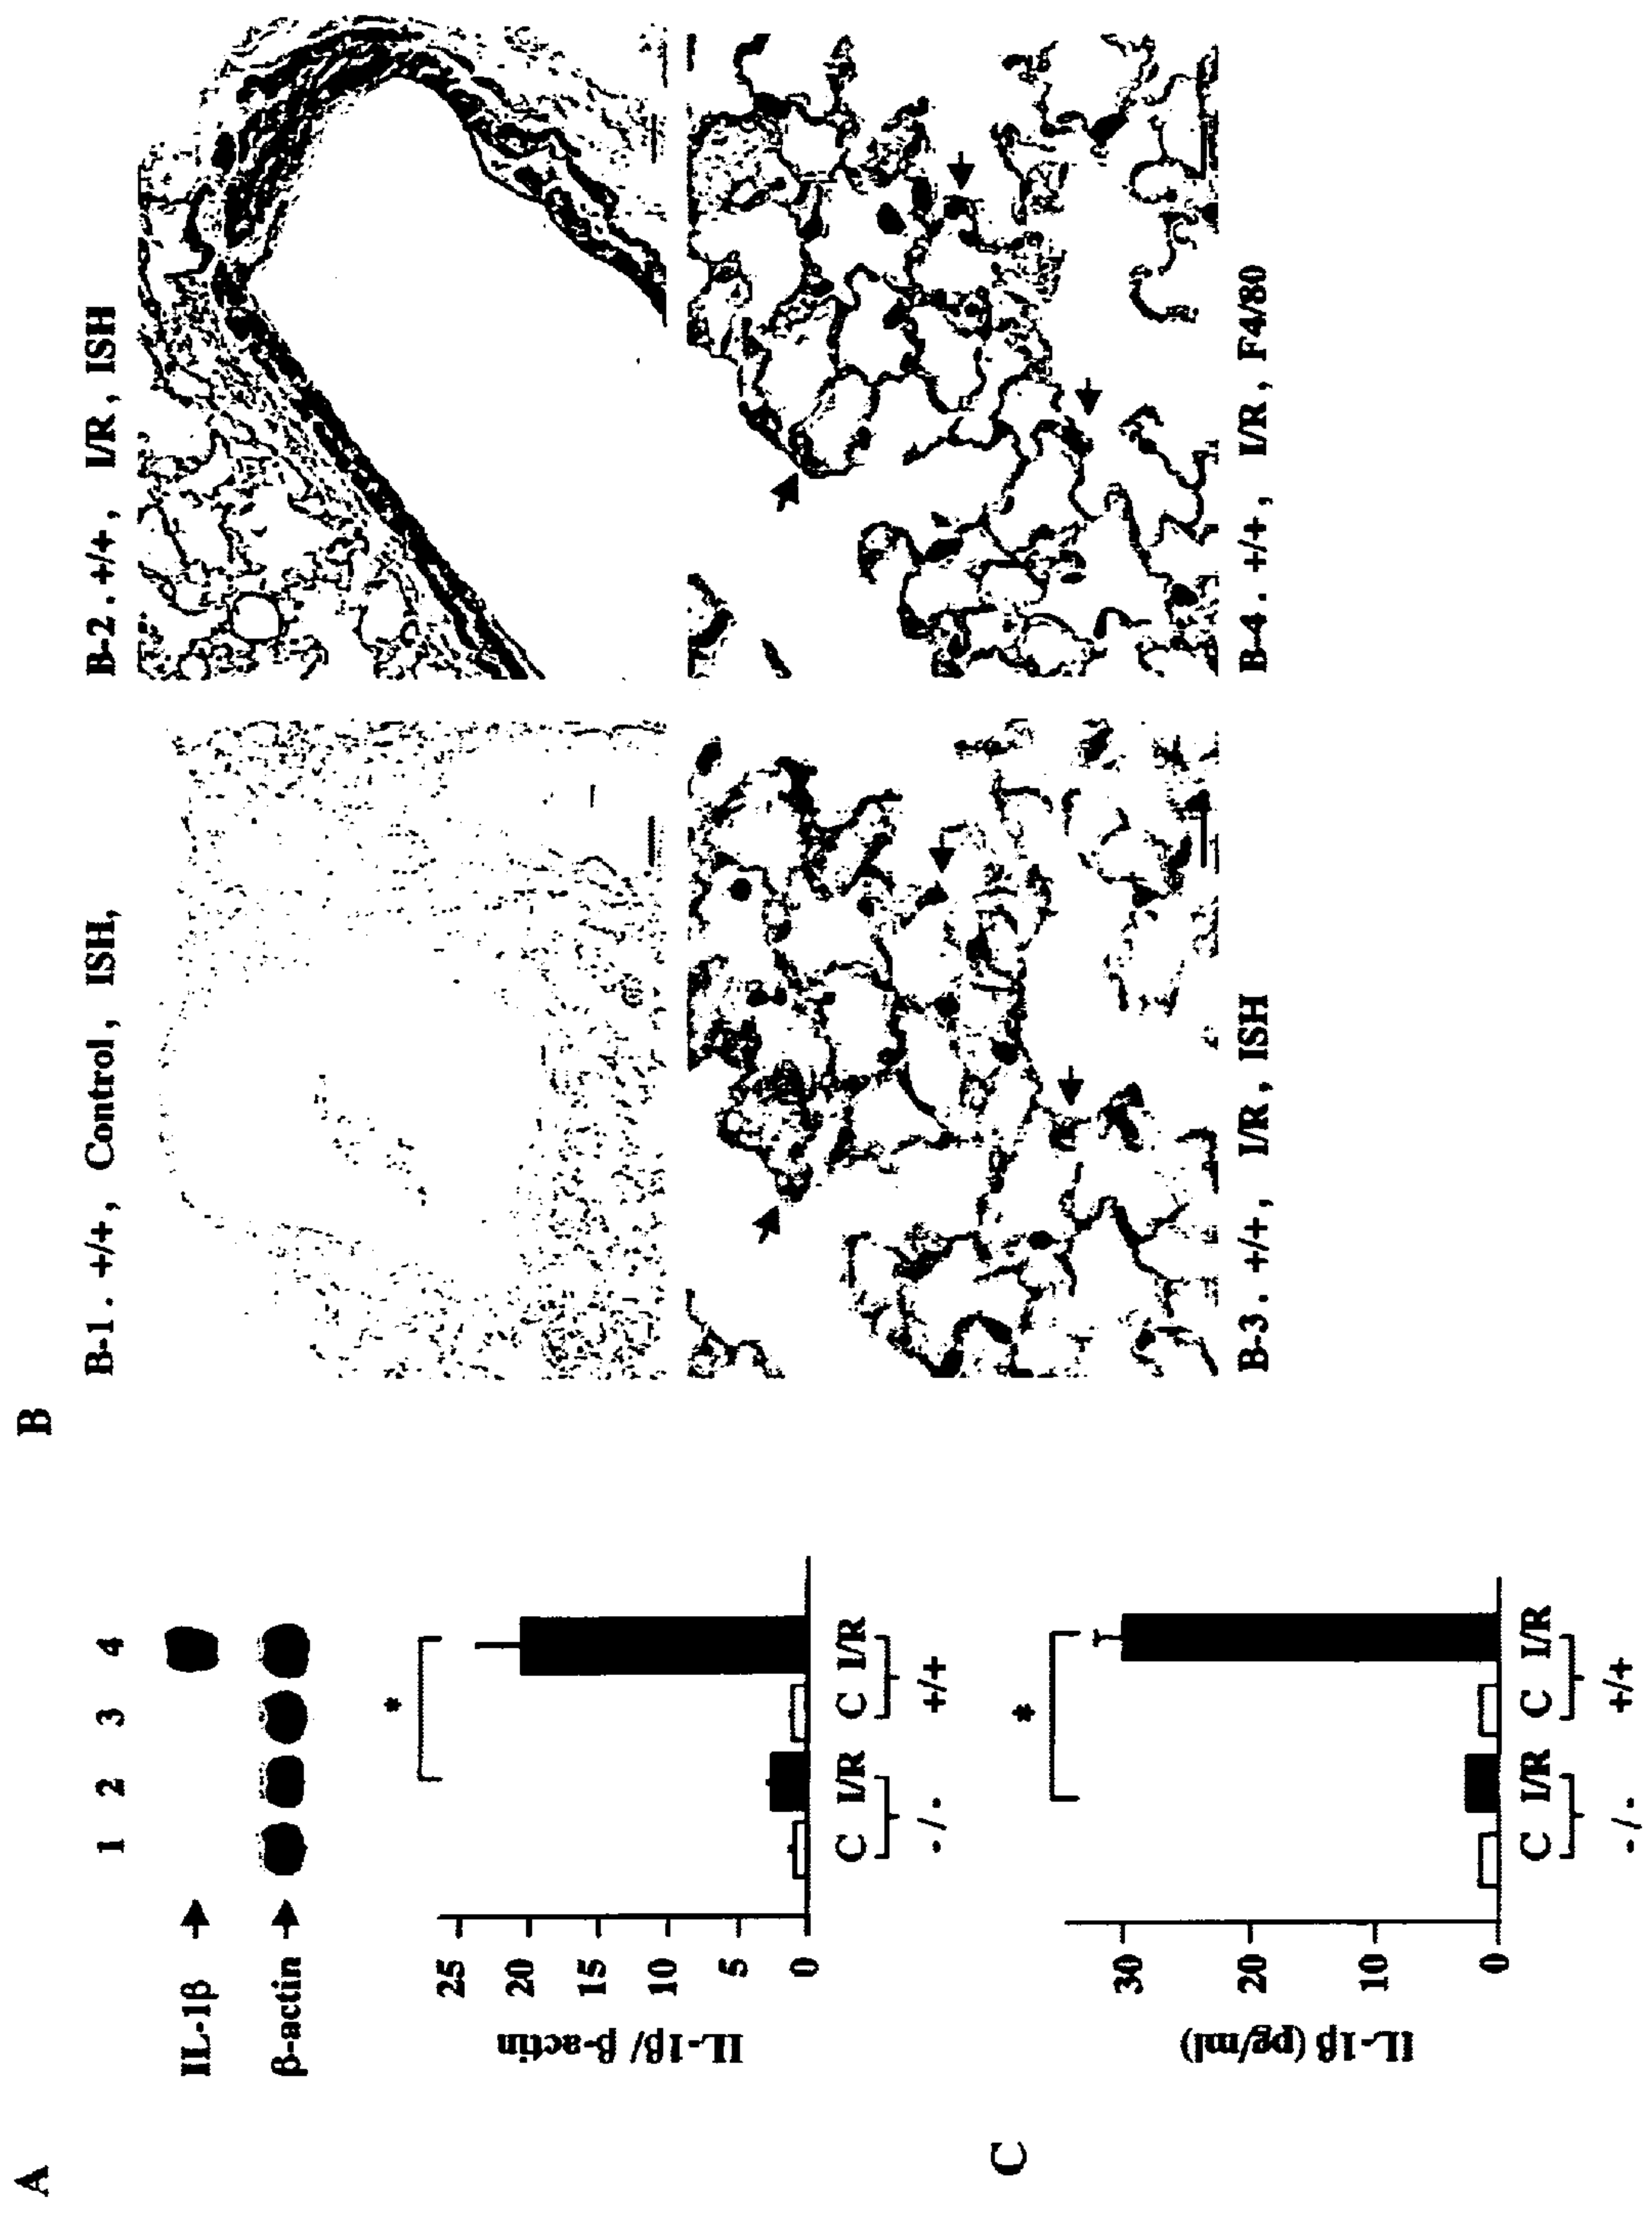 A
1 2 3 4
IL-1β
β-actin
IL-1β/ β-actin
25
20
15
10
5
0
*
C I/R C I/R
-/- +/+
B
B-1. +/+, Control, ISH,
B-2. +/+, I/R, ISH
B-3. +/+, I/R, ISH
B-4. +/+, I/R, F4/80
C
IL-1β (pg/ml)
30
20
10
0
*
C I/R C I/R
-/- +/+